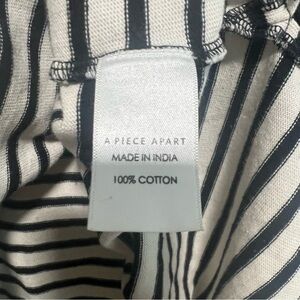 A PIECE APART
MADE IN INDIA
100% COTTON